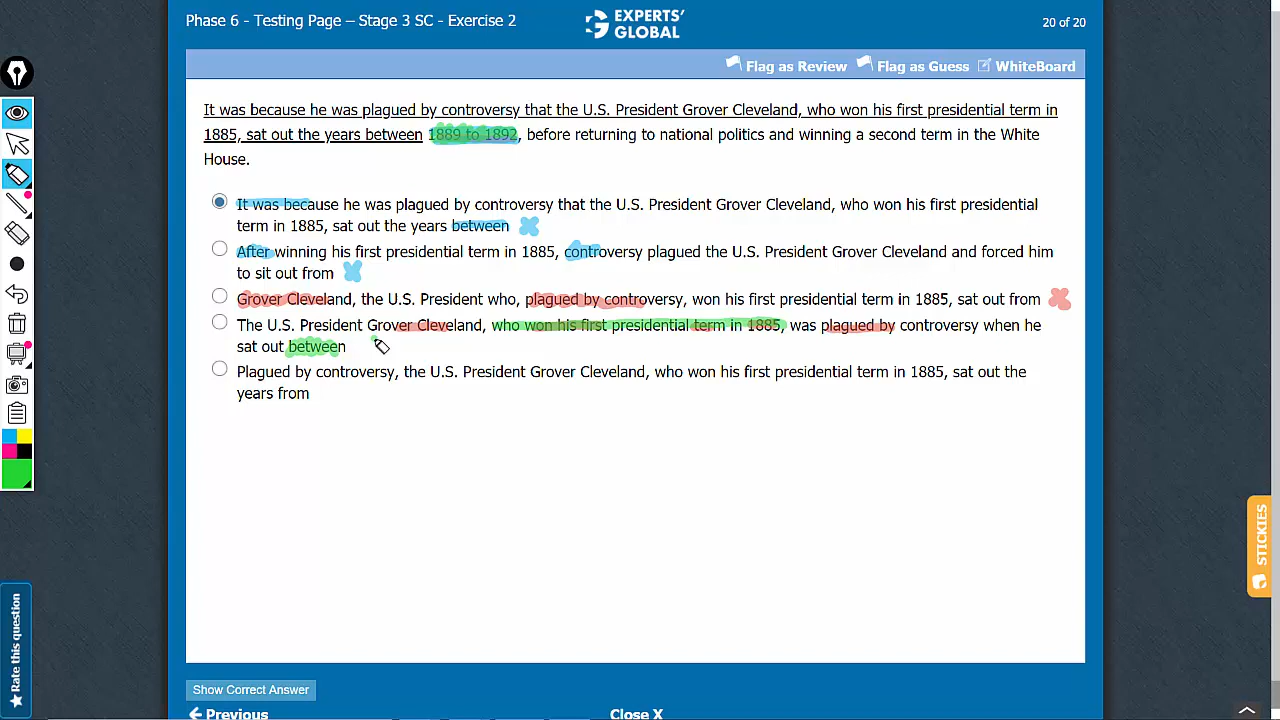 Phase 6 - Testing Page – Stage 3 SC - Exercise 2
EXPERTS'
GLOBAL
20 of 20
Flag as Review
Flag as Guess
WhiteBoard
It was because he was plagued by controversy that the U.S. President Grover Cleveland, who won his first presidential term in
1885, sat out the years between 1889 to 1892, before returning to national politics and winning a second term in the White
House.
It was because he was plagued by controversy that the U.S. President Grover Cleveland, who won his first presidential
term in 1885, sat out the years between
After winning his first presidential term in 1885, controversy plagued the U.S. President Grover Cleveland and forced him
to sit out from
Grover Cleveland, the U.S. President who, plagued by controversy, won his first presidential term in 1885, sat out from
The U.S. President Grover Cleveland, who won his first presidential term in 1885, was plagued by controversy when he
sat out between
Plagued by controversy, the U.S. President Grover Cleveland, who won his first presidential term in 1885, sat out the
years from
STICKIES
Rate this question
Show Correct Answer
Previous
Close X